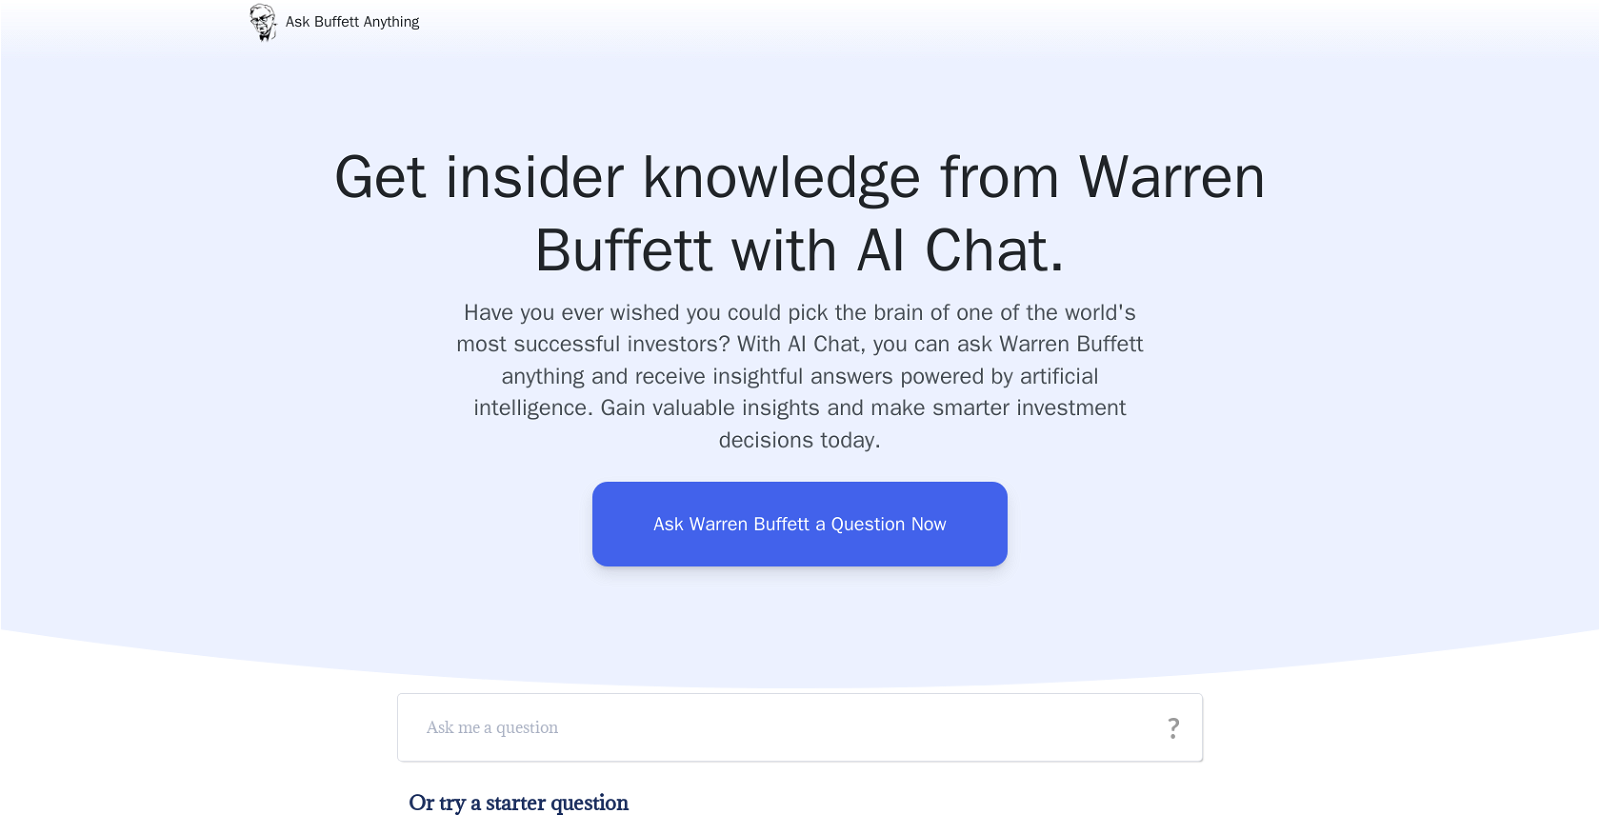 Ask Buffett Anything
Get insider knowledge from Warren
Buffett with AI Chat.
Have you ever wished you could pick the brain of one of the world's
most successful investors? With AI Chat, you can ask Warren Buffett
anything and receive insightful answers powered by artificial
intelligence. Gain valuable insights and make smarter investment
decisions today.
Ask Warren Buffett a Question Now
Ask me a question ?
Or try a starter question